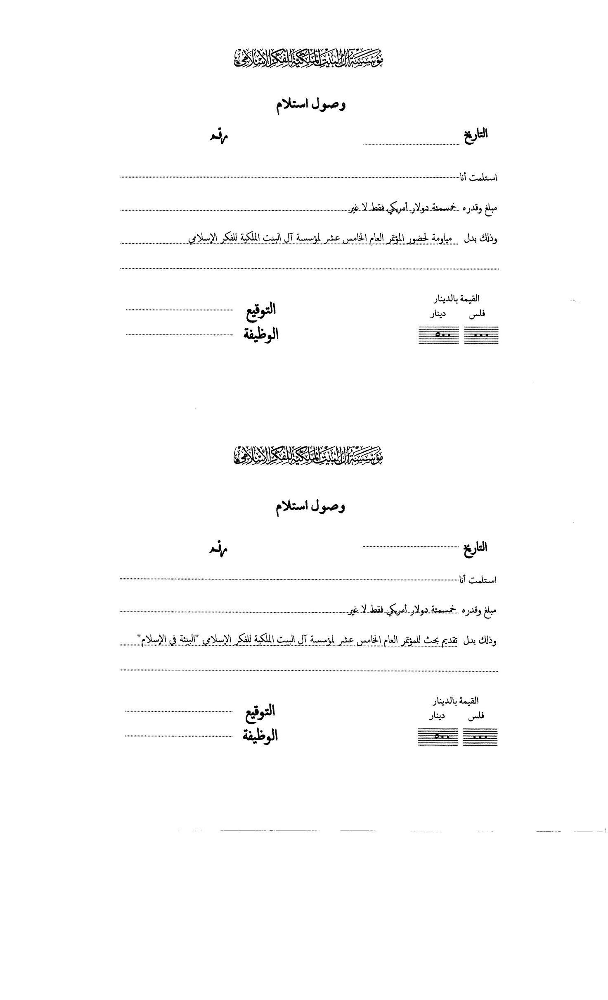 مؤسسة آل البيت الملكية للفكر الإسلامي
وصول استلام
التاريخ رقم
استلمت أنا
مبلغ وقدره خمسمئة دولار أمريكي فقط لا غير
وذلك بدل مياومة لحضور المؤتمر العام الخامس عشر لمؤسسة آل البيت الملكية للفكر الإسلامي
القيمة بالدينار
فلس دينار التوقيع
٠٠٠ ٥٠٠ الوظيفة
مؤسسة آل البيت الملكية للفكر الإسلامي
وصول استلام
التاريخ رقم
استلمت أنا
مبلغ وقدره خمسمئة دولار أمريكي فقط لا غير
وذلك بدل تقديم بحث للمؤتمر العام الخامس عشر لمؤسسة آل البيت الملكية للفكر الإسلامي "البيئة في الإسلام"
القيمة بالدينار
فلس دينار التوقيع
٠٠٠ ٥٠٠ الوظيفة